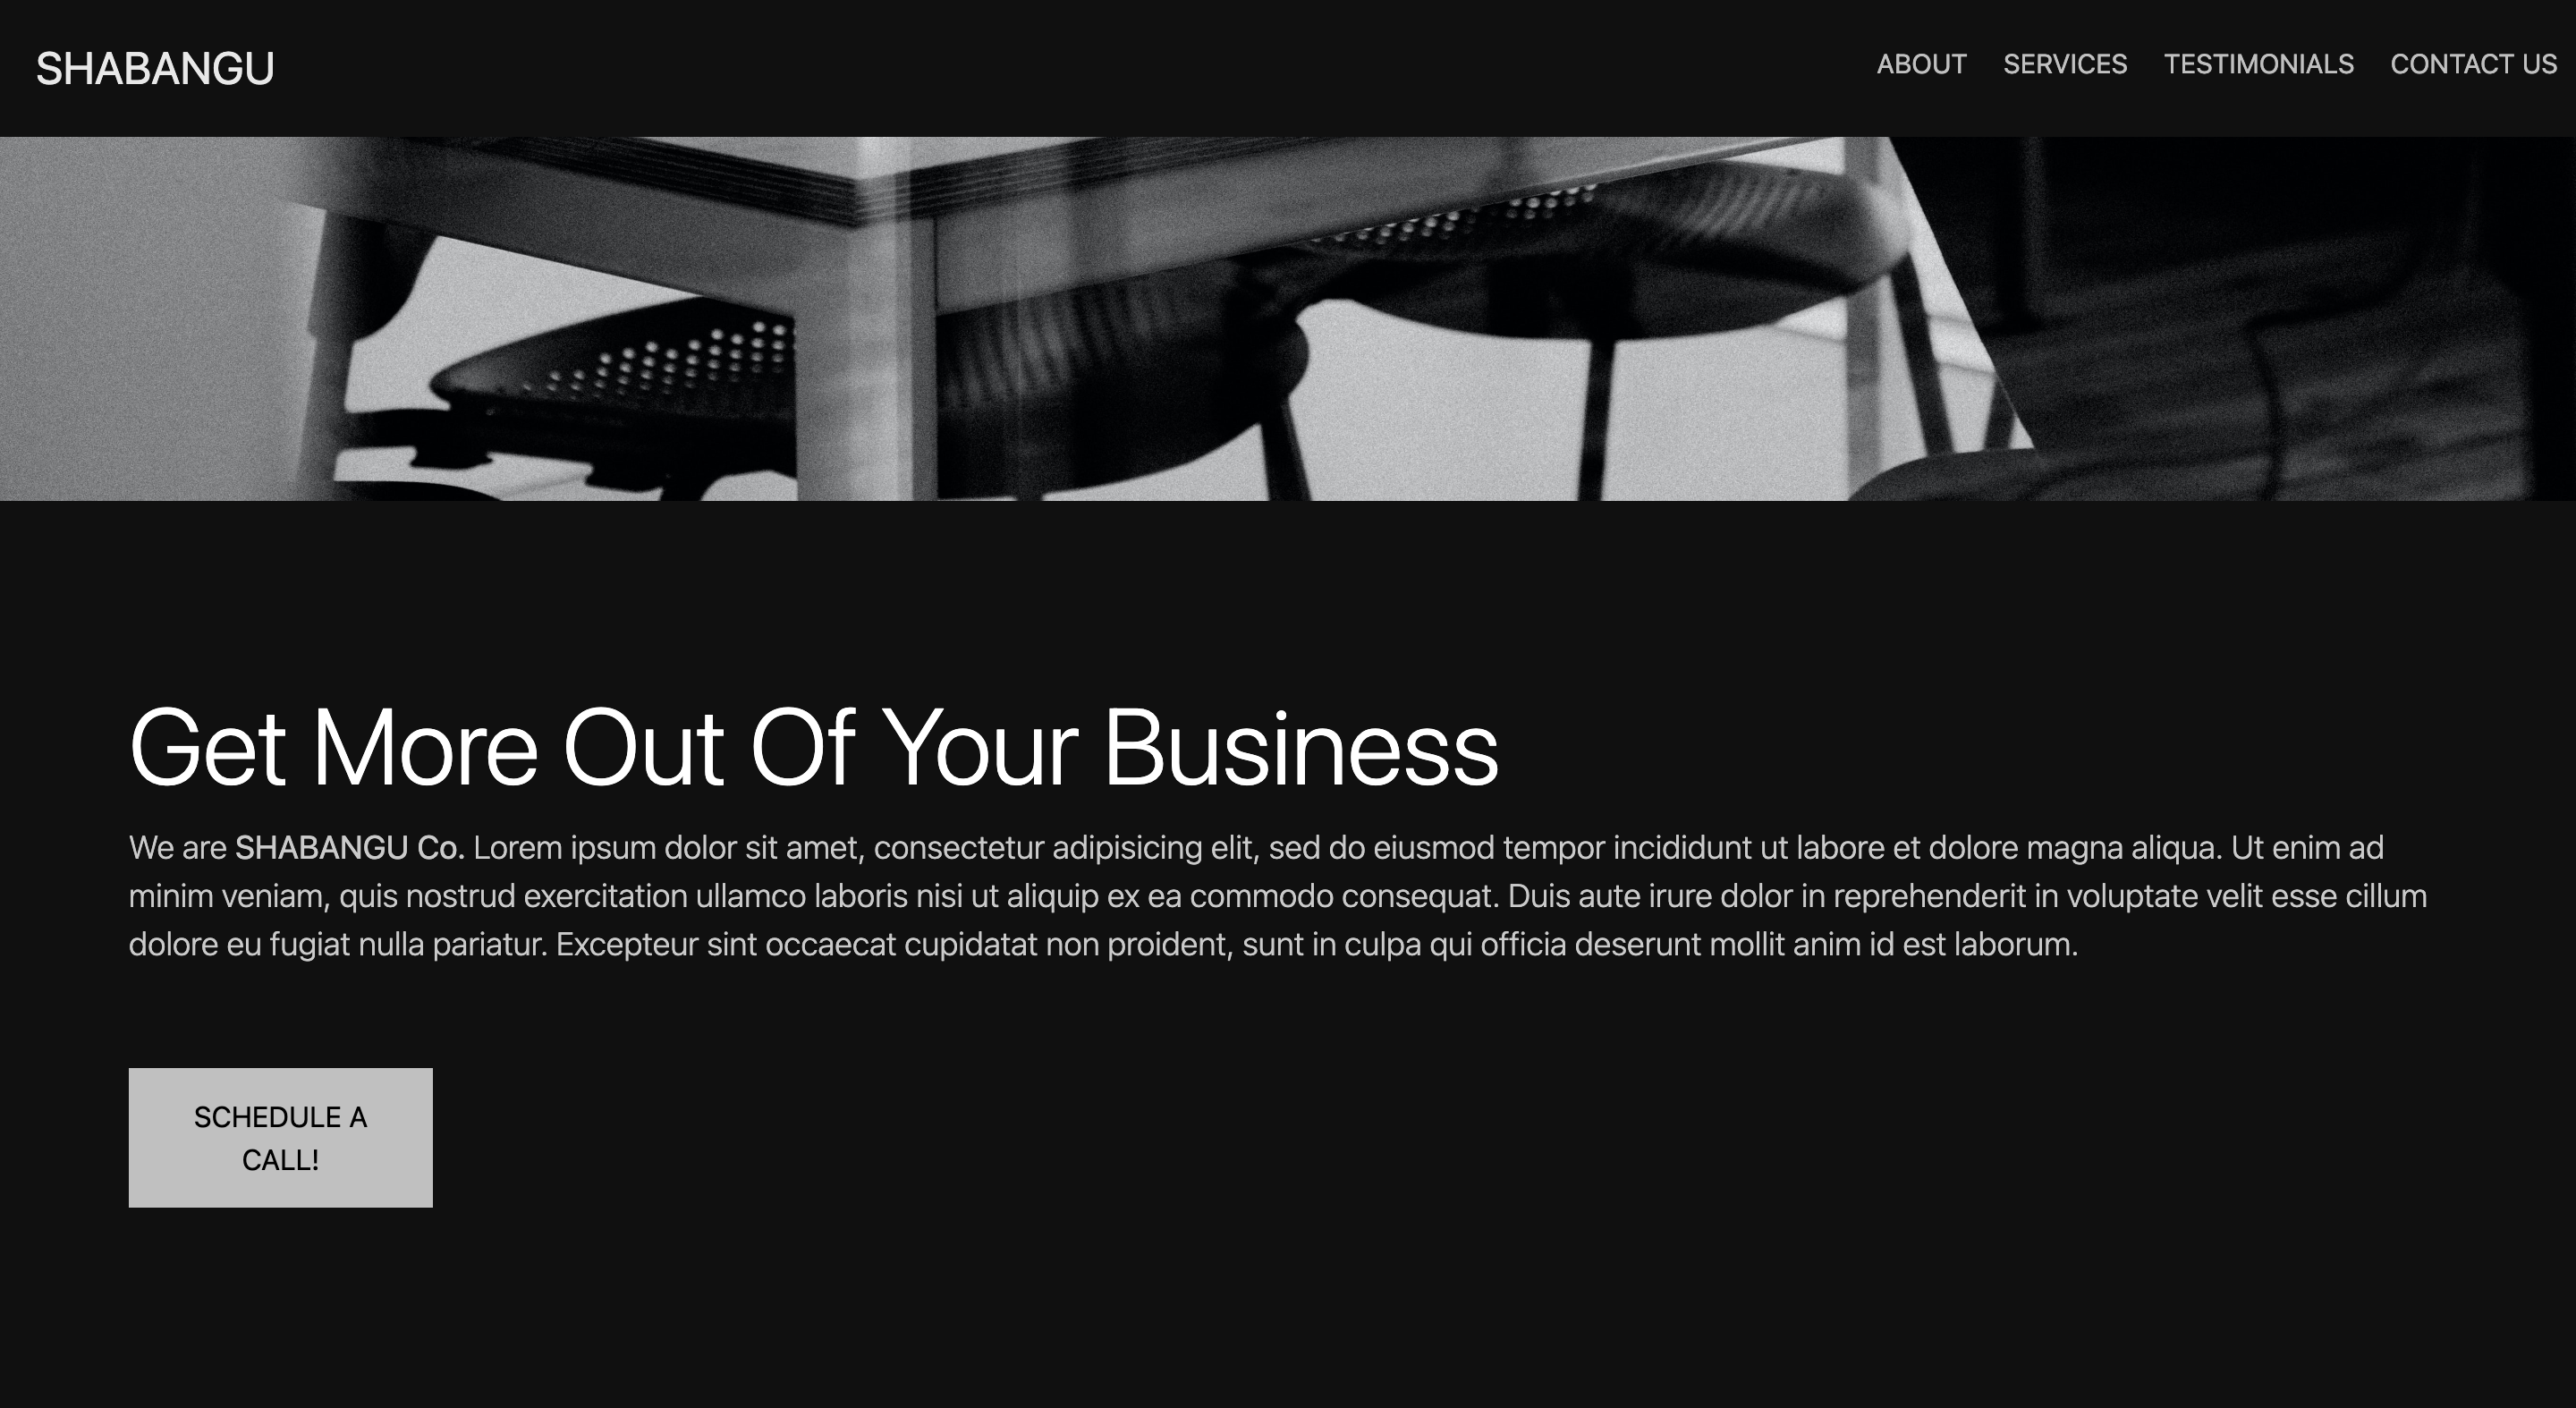 SHABANGU
ABOUT SERVICES TESTIMONIALS CONTACT US
Get More Out Of Your Business
We are SHABANGU Co. Lorem ipsum dolor sit amet, consectetur adipisicing elit, sed do eiusmod tempor incididunt ut labore et dolore magna aliqua. Ut enim ad
minim veniam, quis nostrud exercitation ullamco laboris nisi ut aliquip ex ea commodo consequat. Duis aute irure dolor in reprehenderit in voluptate velit esse cillum
dolore eu fugiat nulla pariatur. Excepteur sint occaecat cupidatat non proident, sunt in culpa qui officia deserunt mollit anim id est laborum.
SCHEDULE A
CALL!